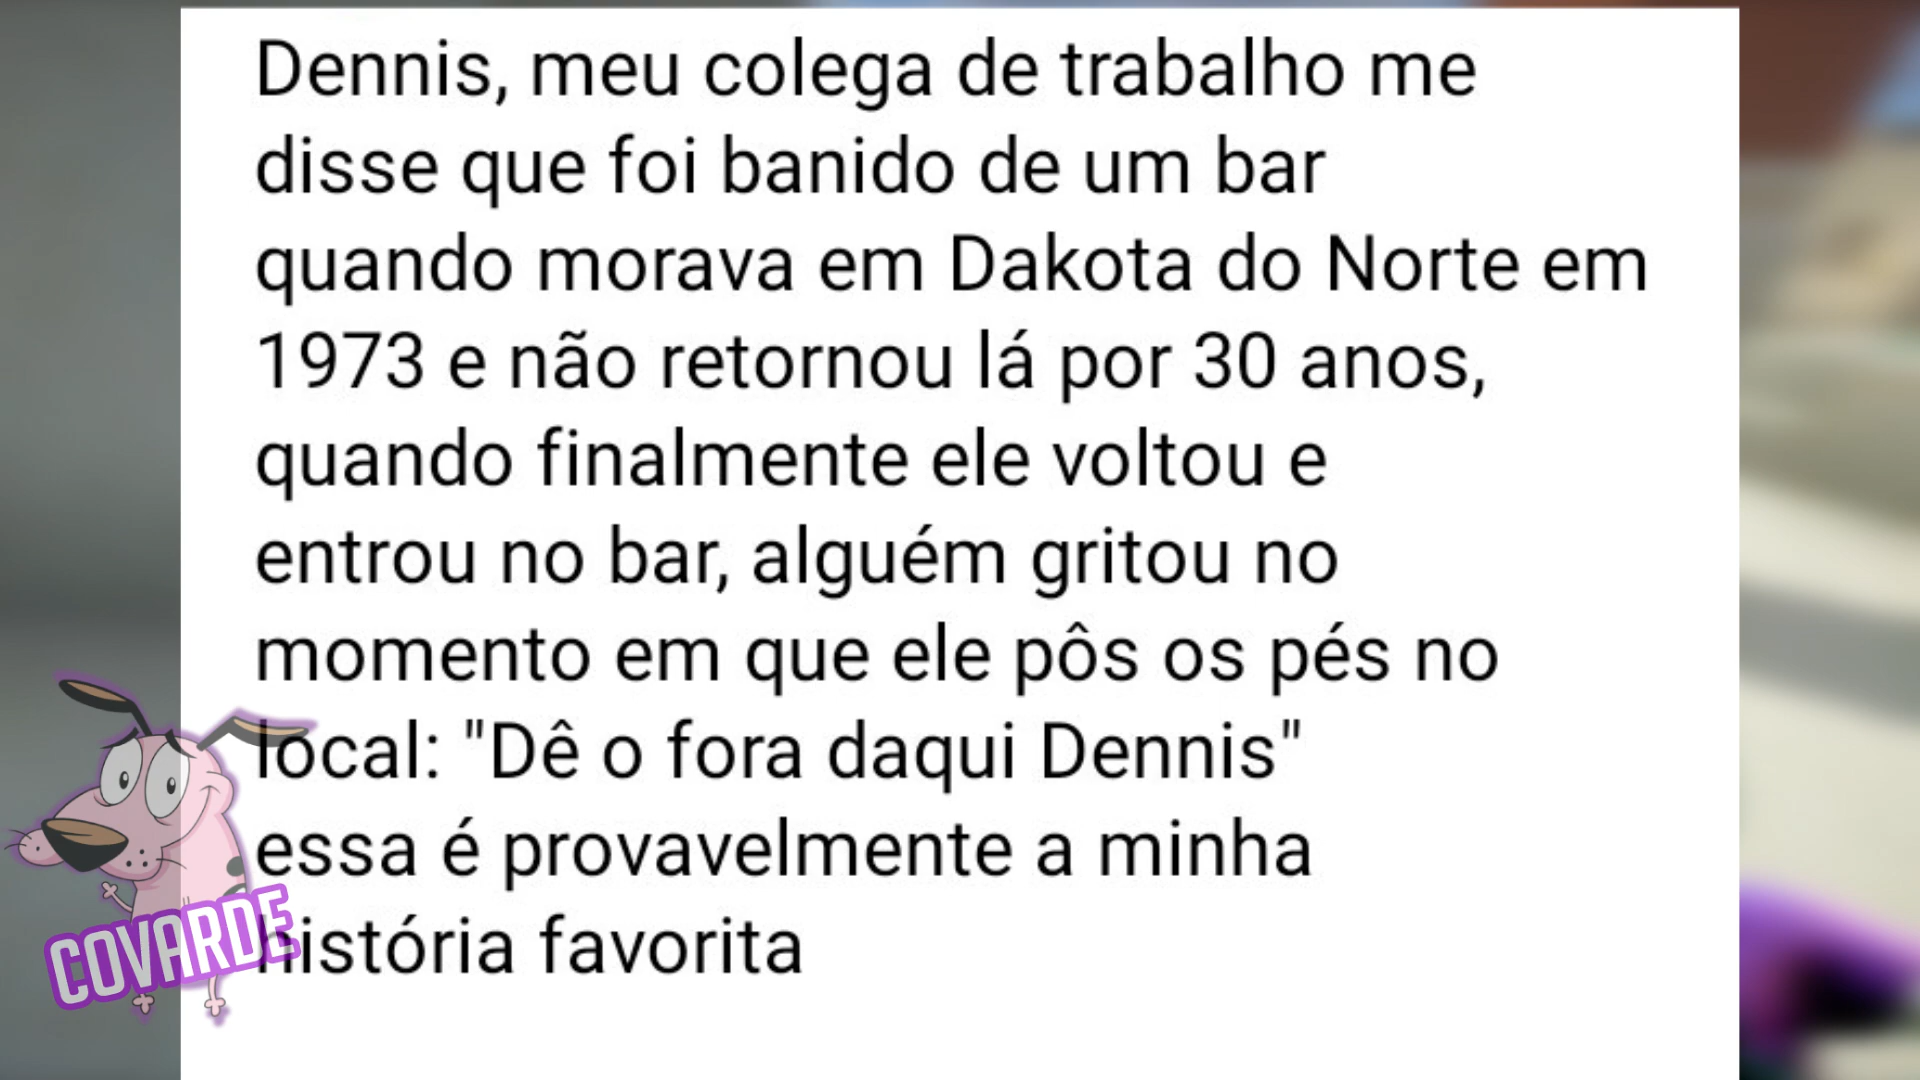 Dennis, meu colega de trabalho me
disse que foi banido de um bar
quando morava em Dakota do Norte em
1973 e não retornou lá por 30 anos,
quando finalmente ele voltou e
entrou no bar, alguém gritou no
momento em que ele pôs os pés no
local: "Dê o fora daqui Dennis"
essa é provavelmente a minha
história favorita
COVARDE